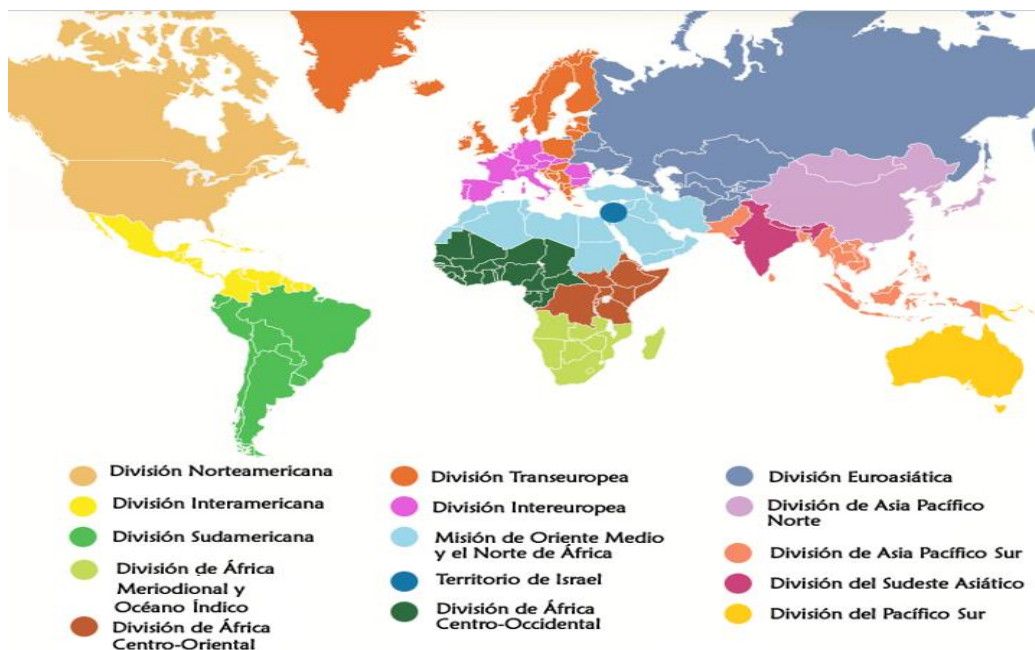 División Norteamericana
División Interamericana
División Sudamericana
División de África
Meriodional y
Océano Índico
División de África
Centro-Oriental
División Transeuropea
División Intereuropea
Misión de Oriente Medio
y el Norte de África
Territorio de Israel
División de África
Centro-Occidental
División Euroasiática
División de Asia Pacífico
Norte
División de Asia Pacífico Sur
División del Sudeste Asiático
División del Pacífico Sur